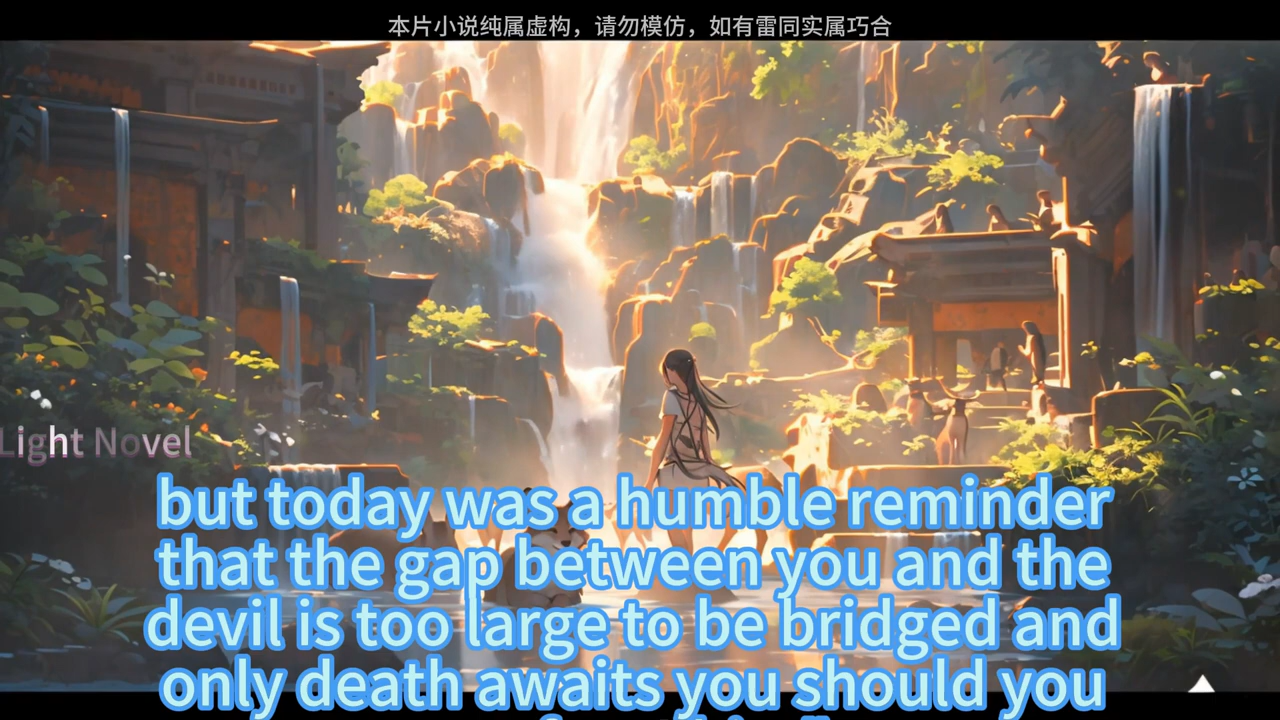 本片小说纯属虚构，请勿模仿，如有雷同实属巧合
Light Novel
but today was a humble reminder
that the gap between you and the
devil is too large to be bridged and
only death awaits you should you